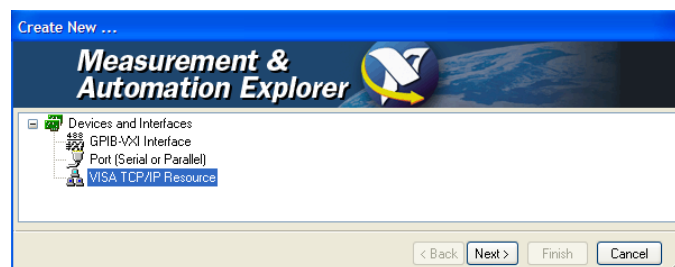 Create New ...
Measurement &
Automation Explorer
Devices and Interfaces
GPIB-VXI Interface
Port (Serial or Parallel)
VISA TCP/IP Resource
< Back Next > Finish Cancel